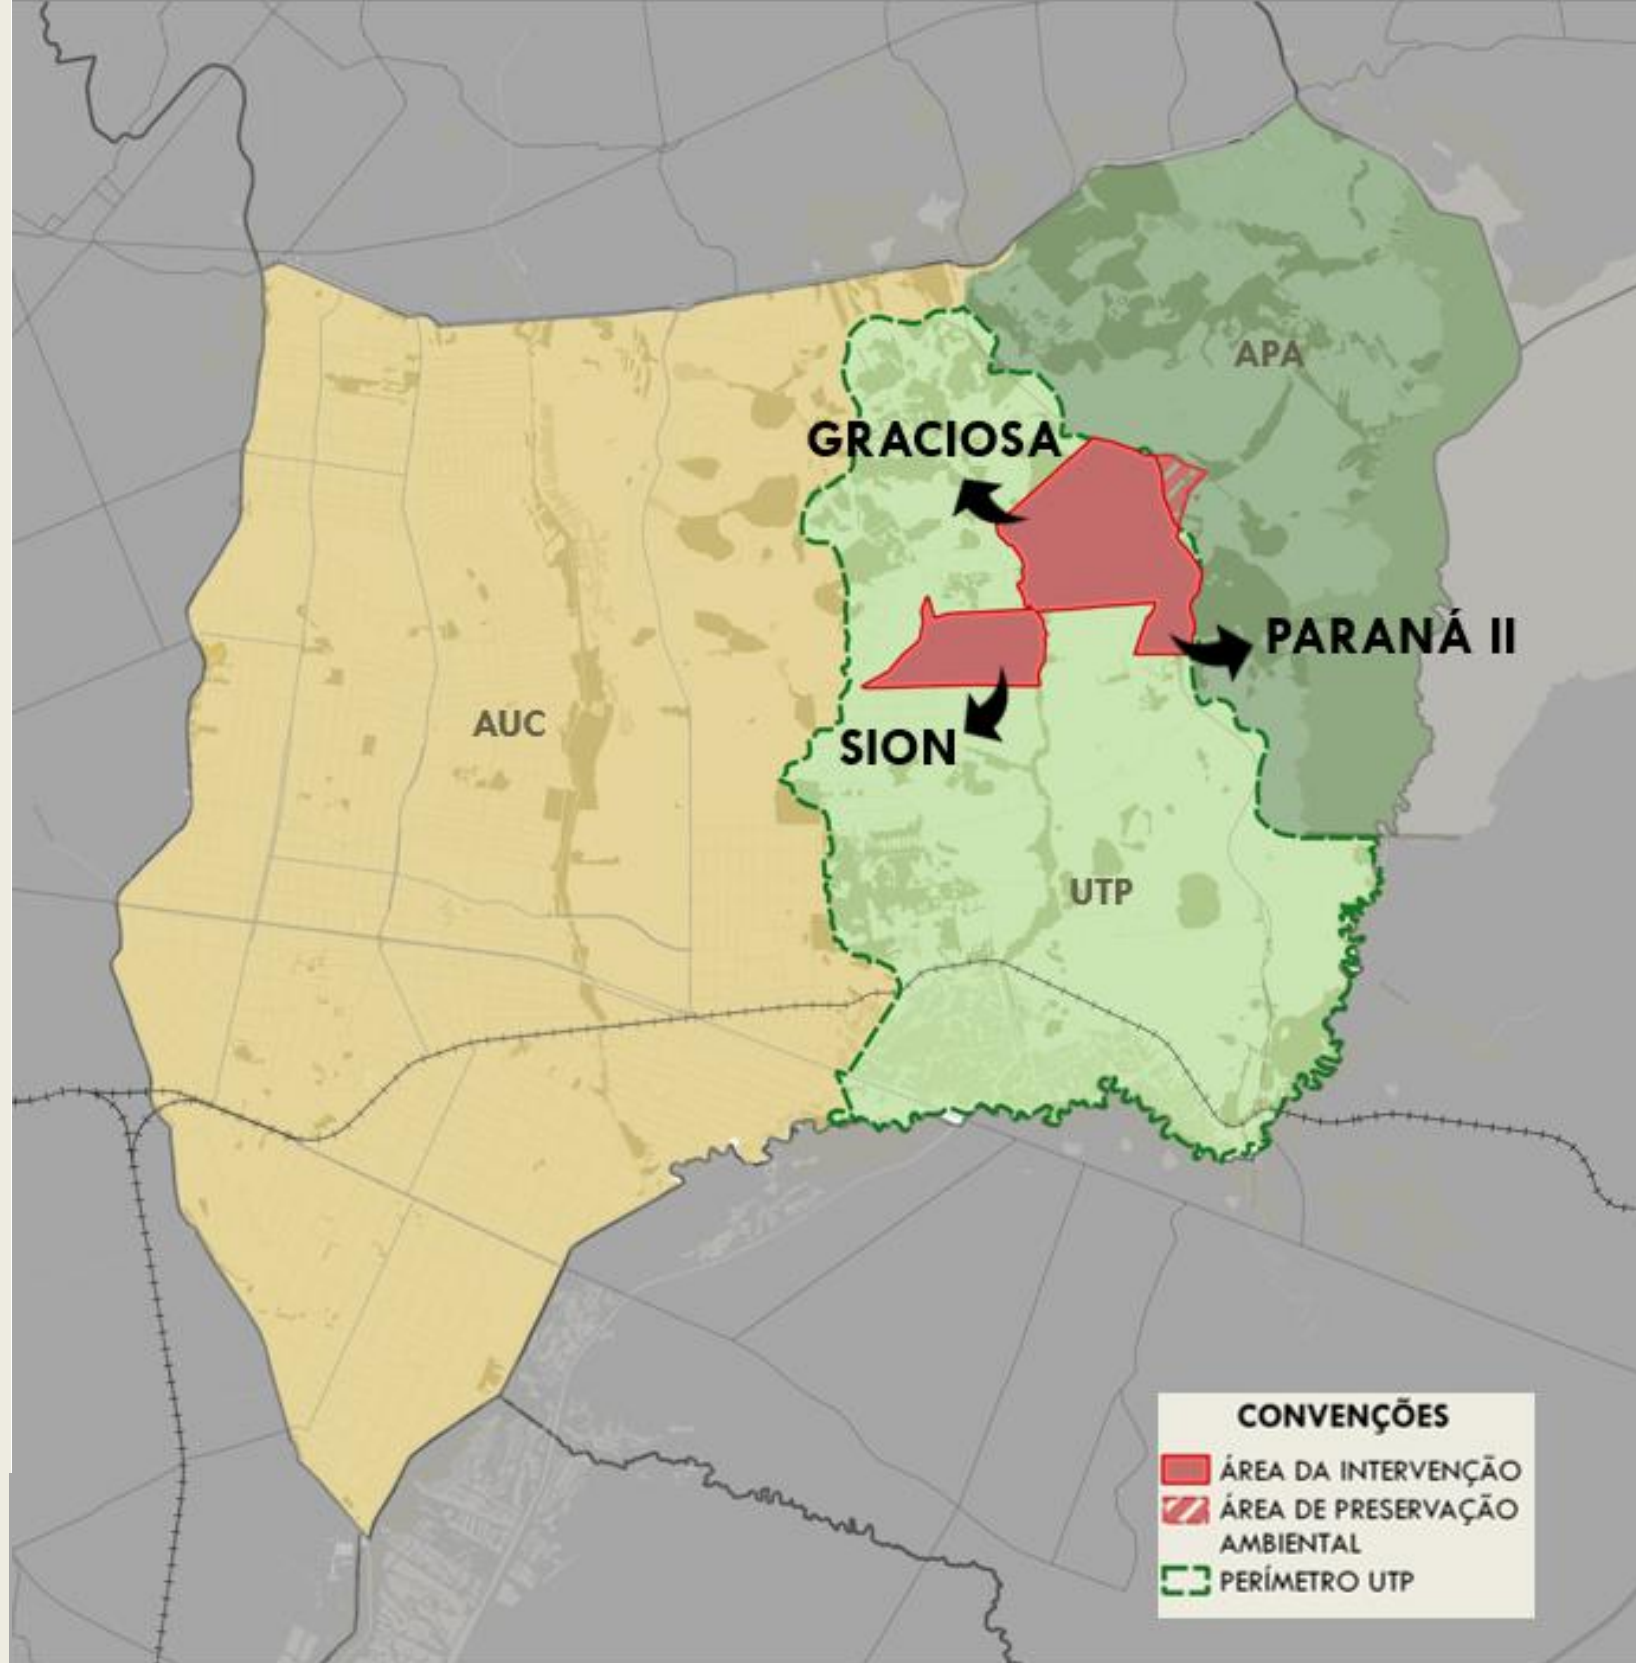 APA
GRACIOSA
PARANÁ II
AUC
SION
UTP
CONVENÇÕES
ÁREA DA INTERVENÇÃO
ÁREA DE PRESERVAÇÃO
AMBIENTAL
PERÍMETRO UTP